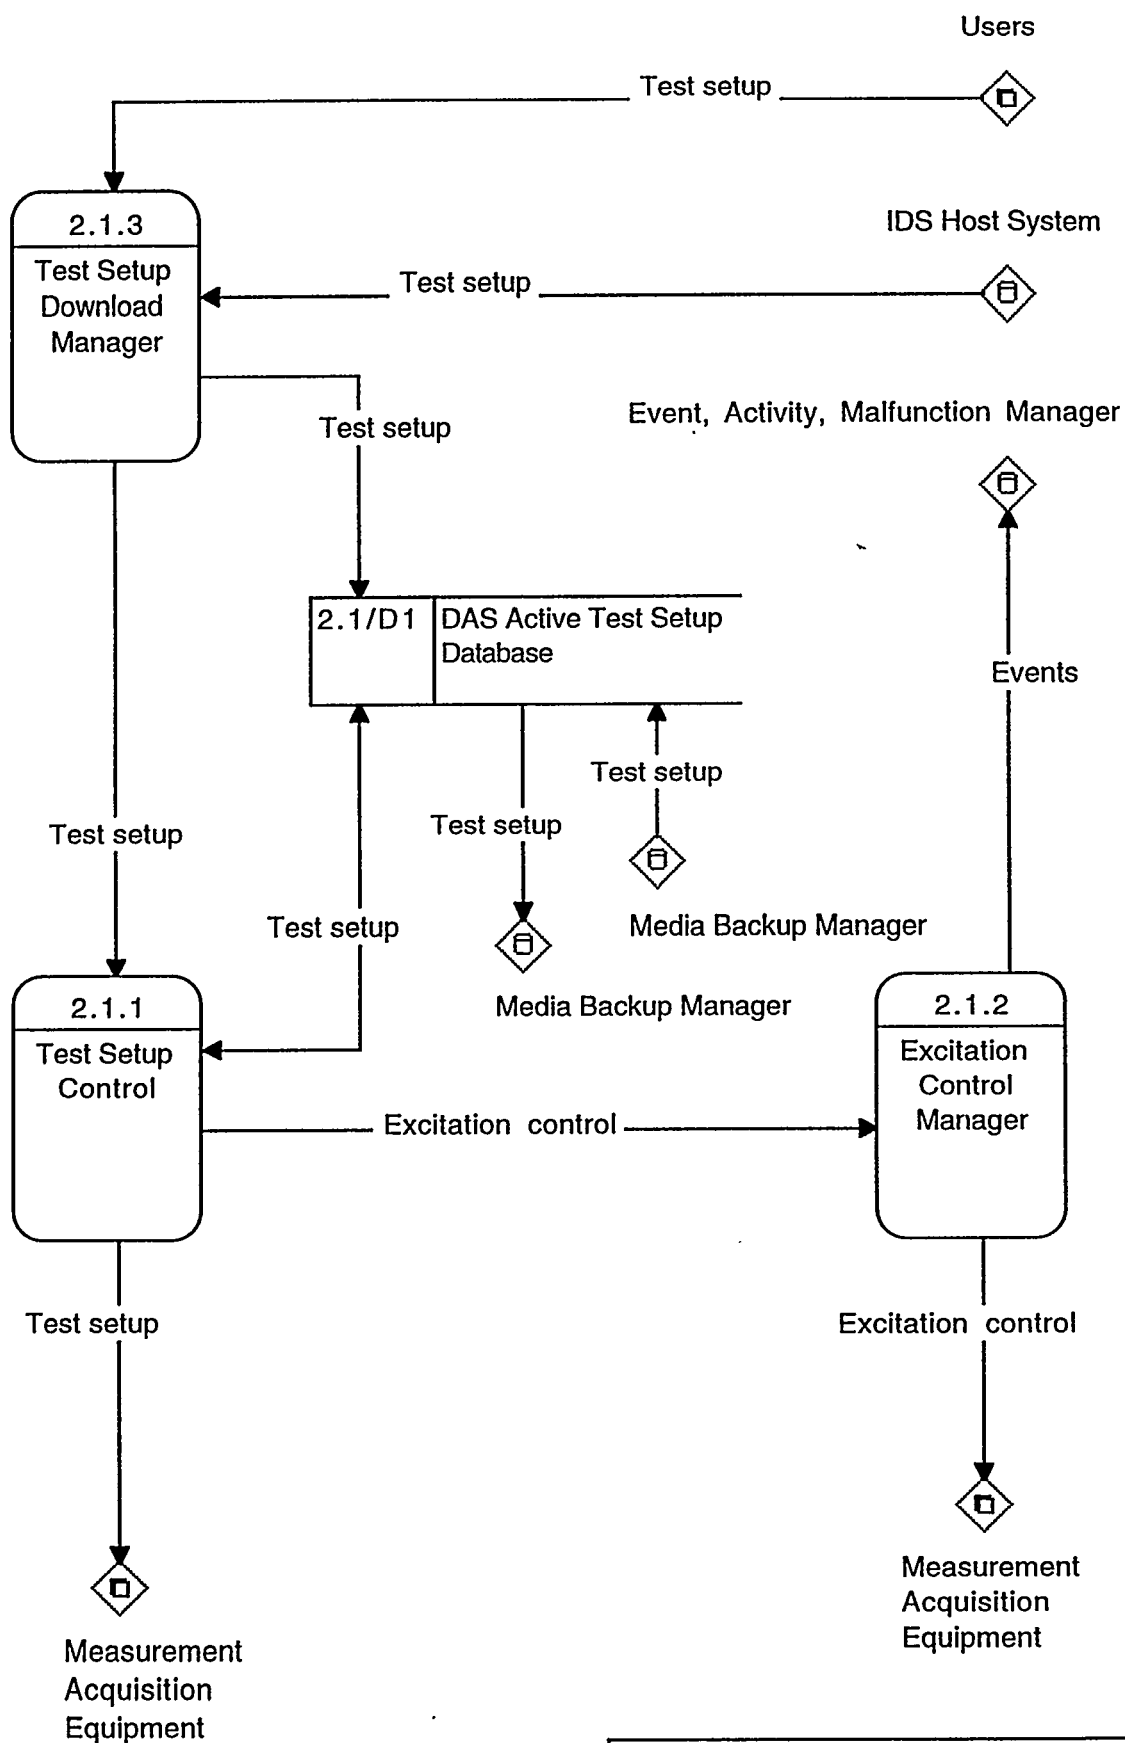 Users
Test setup
2.1.3
Test Setup
Download
Manager
IDS Host System
Test setup
Test setup
Event, Activity, Malfunction Manager
2.1/D1
DAS Active Test Setup
Database
Events
Test setup
Test setup
Test setup
Test setup
Media Backup Manager
Media Backup Manager
2.1.1
Test Setup
Control
2.1.2
Excitation
Control
Manager
Excitation control
Test setup
Excitation control
Measurement
Acquisition
Equipment
Measurement
Acquisition
Equipment